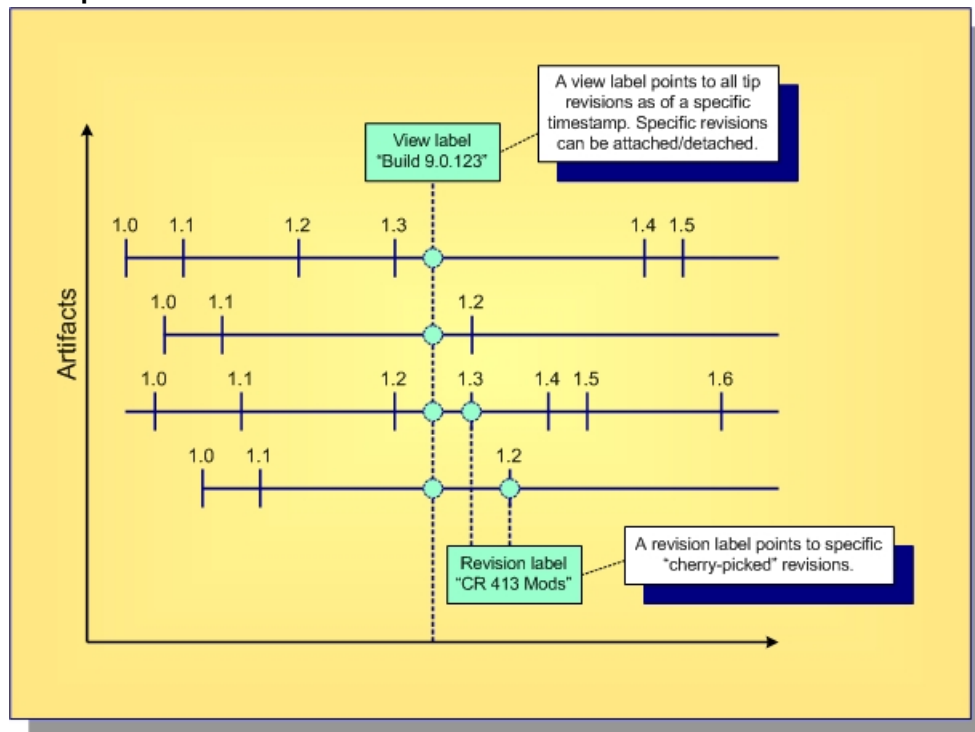 A view label points to all tip
revisions as of a specific
timestamp. Specific revisions
can be attached/detached.
View label
"Build 9.0.123"
1.0 1.1 1.2 1.3 1.4 1.5
1.0 1.1 1.2
Artifacts
1.0 1.1 1.2 1.3 1.4 1.5 1.6
1.0 1.1 1.2
Revision label
"CR 413 Mods"
A revision label points to specific
"cherry-picked" revisions.